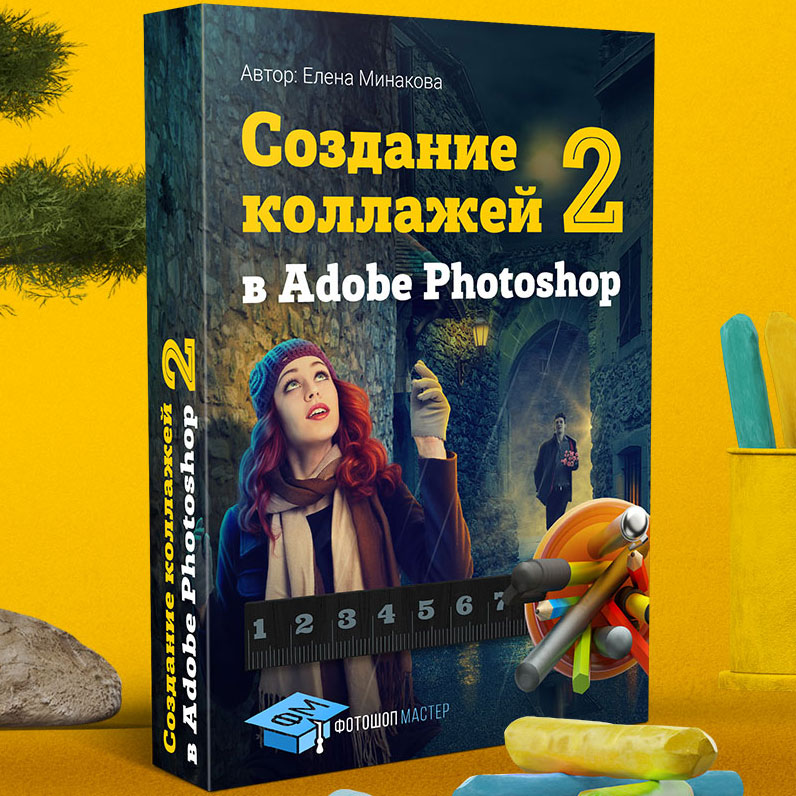 Автор: Елена Минакова
Создание
коллажей 2
в Adobe Photoshop
1 2 3 4 5 6 7
ФМ
ФОТОШОП МАСТЕР
Создание коллажей 2
в Adobe Photoshop